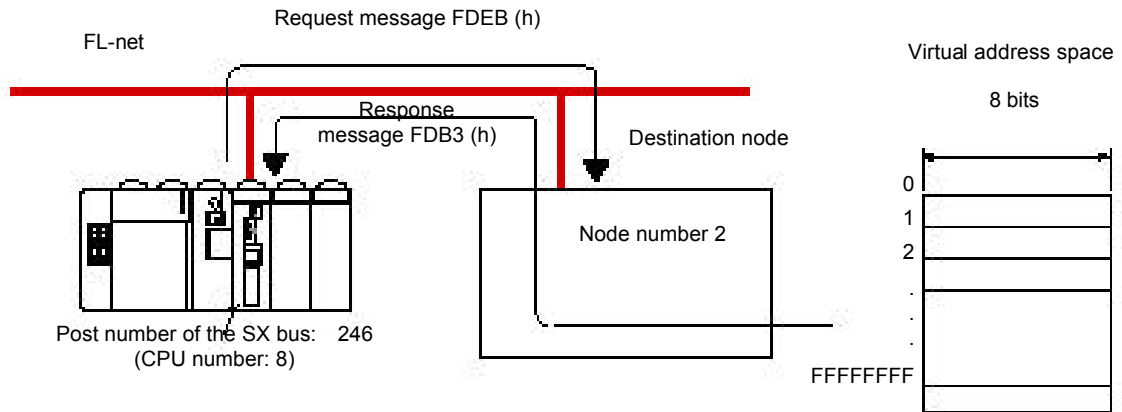 Request message FDEB (h)
FL-net
Virtual address space
8 bits
Response
message FDB3 (h)
Destination node
0
1
2
.
.
.
FFFFFFFF
Node number 2
Post number of the SX bus: 246
(CPU number: 8)